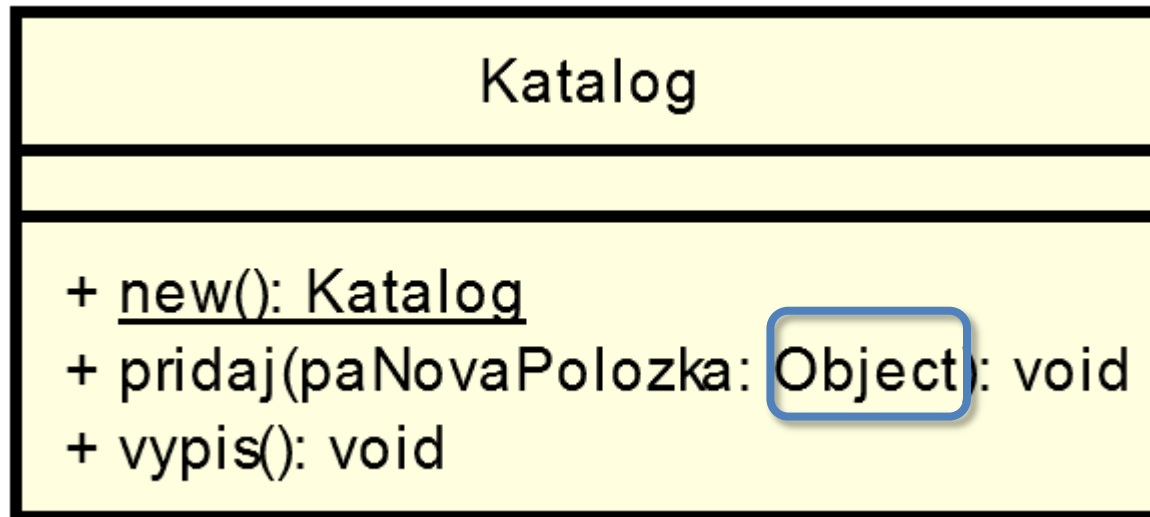 Katalog
+ new(): Katalog
+ pridaj(paNovaPolozka: Object): void
+ vypis(): void